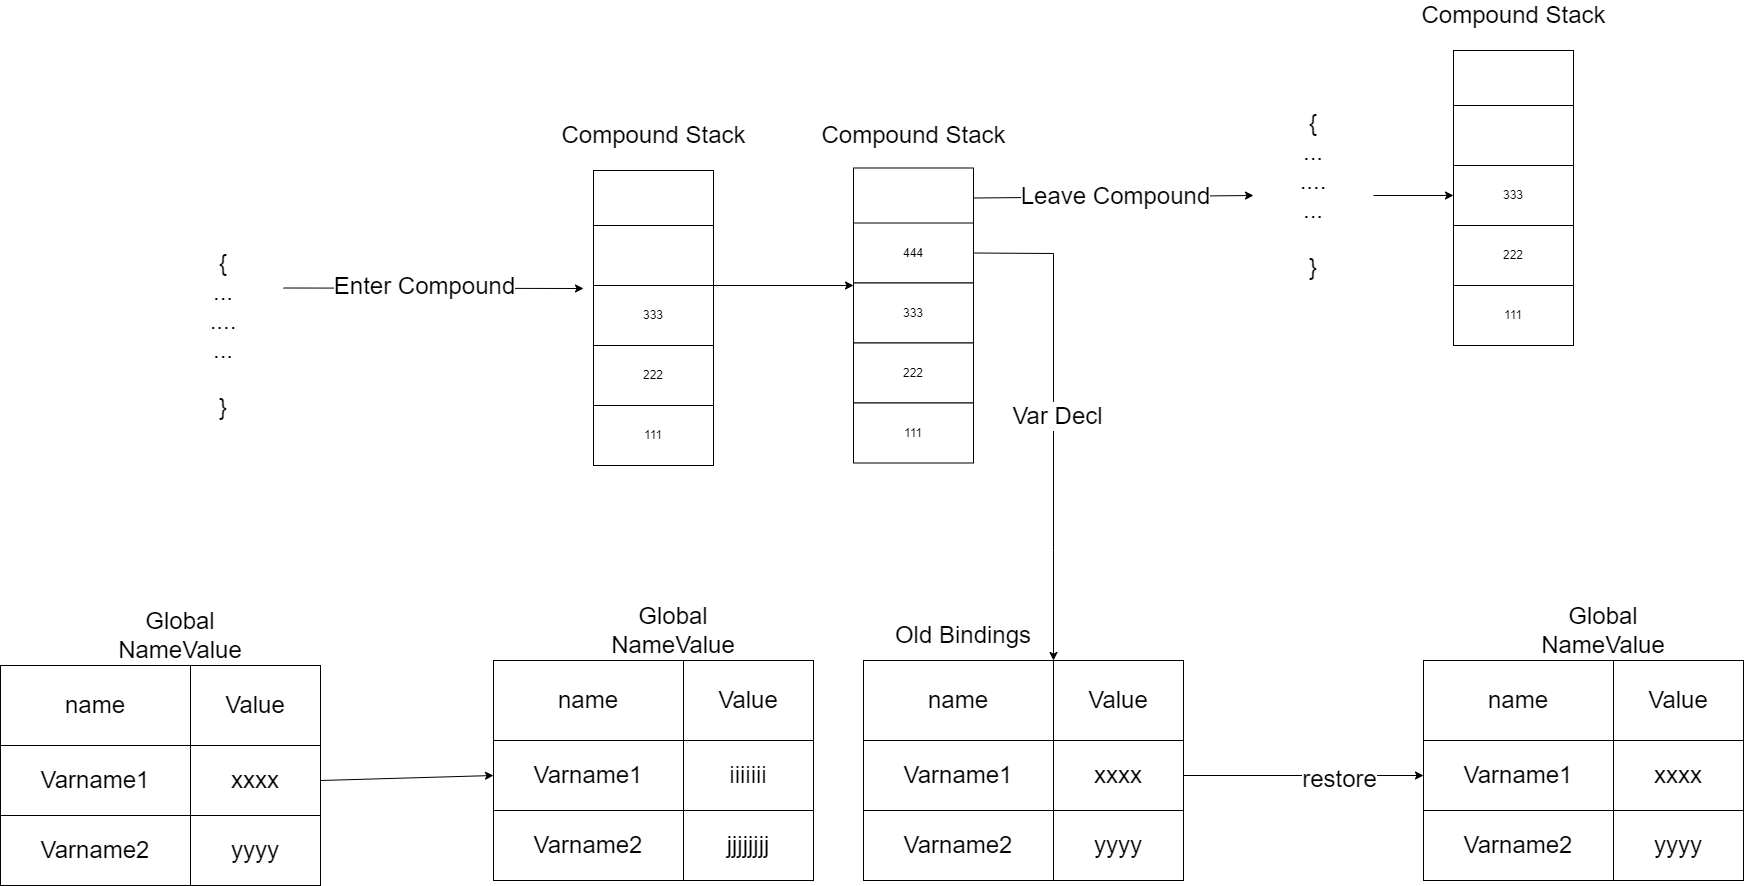 Compound Stack
333
222
111
{
...
....
...
}
Leave Compound
Compound Stack
444
333
222
111
Compound Stack
333
222
111
{
...
....
...
}
Enter Compound
Var Decl
Global
NameValue
name Value
Varname1 xxxx
Varname2 yyyy
Global
NameValue
name Value
Varname1 iiiiiii
Varname2 jjjjjjjj
Old Bindings
name Value
Varname1 xxxx
Varname2 yyyy
restore
Global
NameValue
name Value
Varname1 xxxx
Varname2 yyyy